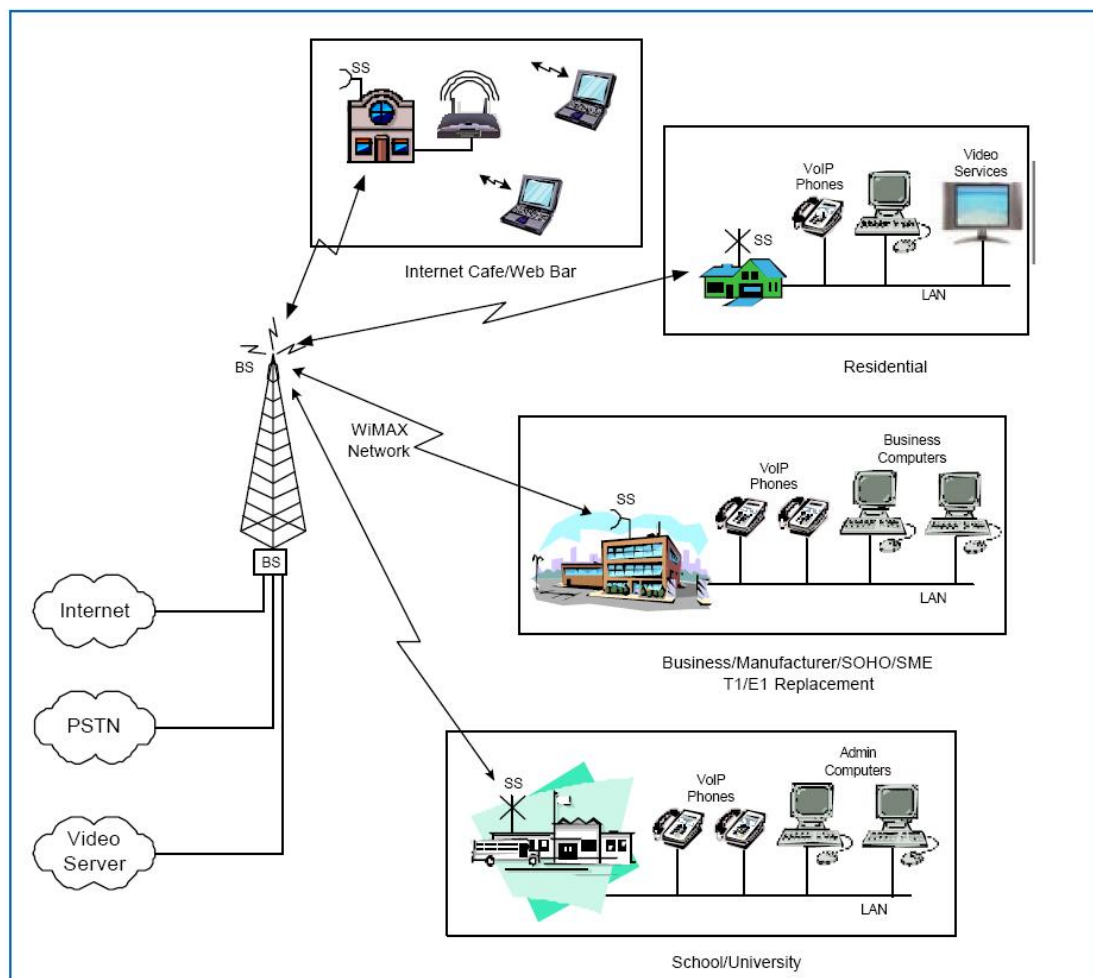 SS
Internet Cafe/Web Bar
VoIP
Phones
Video
Services
SS
LAN
Residential
BS
WiMAX
Network
SS
VoIP
Phones
Business
Computers
LAN
Business/Manufacturer/SOHO/SME
T1/E1 Replacement
BS
Internet
PSTN
Video
Server
SS
VoIP
Phones
Admin
Computers
LAN
School/University